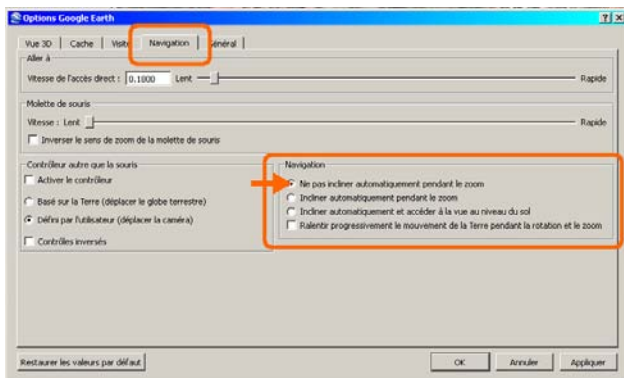 Options Google Earth
Vue 3D Cache Visite Navigation Général
Aller à
Vitesse de l'accès direct : 0.1800 Lent Rapide
Molette de souris
Vitesse : Lent Rapide
Inverser le sens de zoom de la molette de souris
Contrôleur autre que la souris
Activer le contrôleur
Basé sur la Terre (déplacer le globe terrestre)
Défini par l'utilisateur (déplacer la caméra)
Contrôles inversés
Navigation
Ne pas incliner automatiquement pendant le zoom
Incliner automatiquement pendant le zoom
Incliner automatiquement et accéder à la vue au niveau du sol
Ralentir progressivement le mouvement de la Terre pendant la rotation et le zoom
Restaurer les valeurs par défaut OK Annuler Appliquer